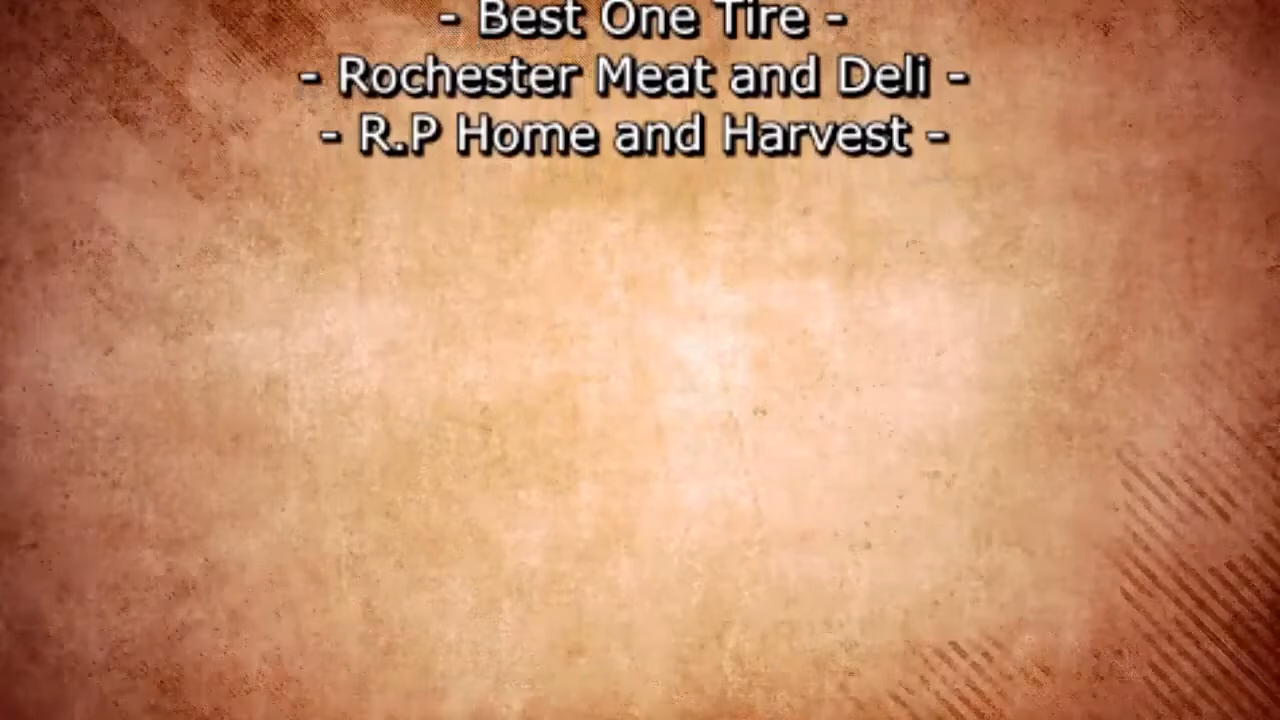 - Best One Tire -
- Rochester Meat and Deli -
- R.P Home and Harvest -